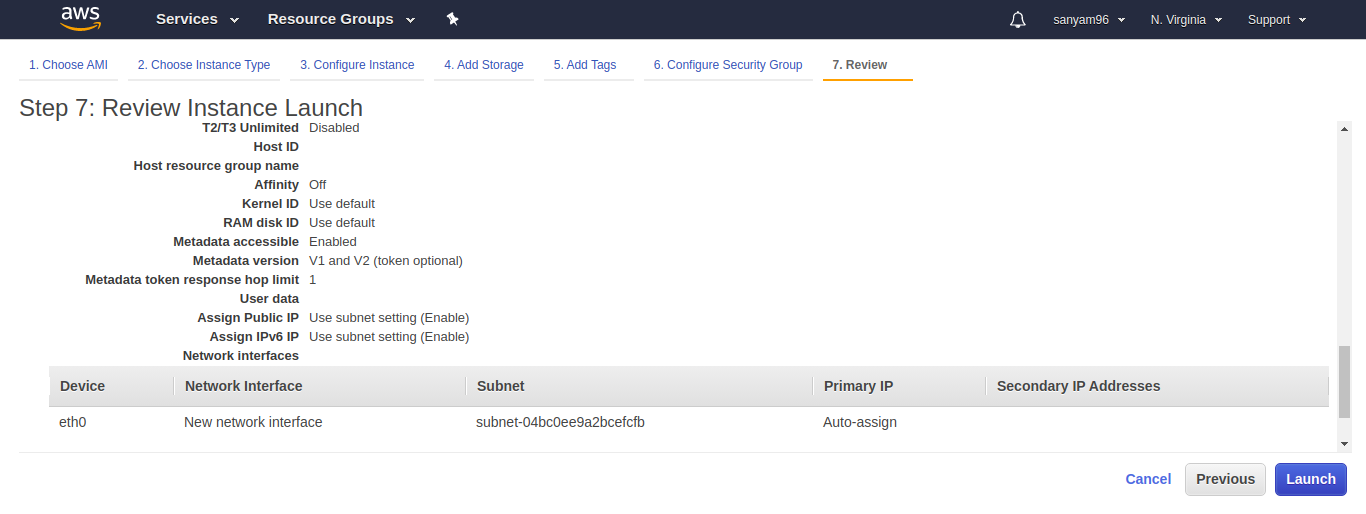 aws Services Resource Groups sanyam96 N. Virginia Support
1. Choose AMI 2. Choose Instance Type 3. Configure Instance 4. Add Storage 5. Add Tags 6. Configure Security Group 7. Review
Step 7: Review Instance Launch
T2/T3 Unlimited Disabled
Host ID
Host resource group name
Affinity Off
Kernel ID Use default
RAM disk ID Use default
Metadata accessible Enabled
Metadata version V1 and V2 (token optional)
Metadata token response hop limit 1
User data
Assign Public IP Use subnet setting (Enable)
Assign IPv6 IP Use subnet setting (Enable)
Network interfaces
Device Network Interface Subnet Primary IP Secondary IP Addresses
eth0 New network interface subnet-04bc0ee9a2bcefcfb Auto-assign
Cancel Previous Launch